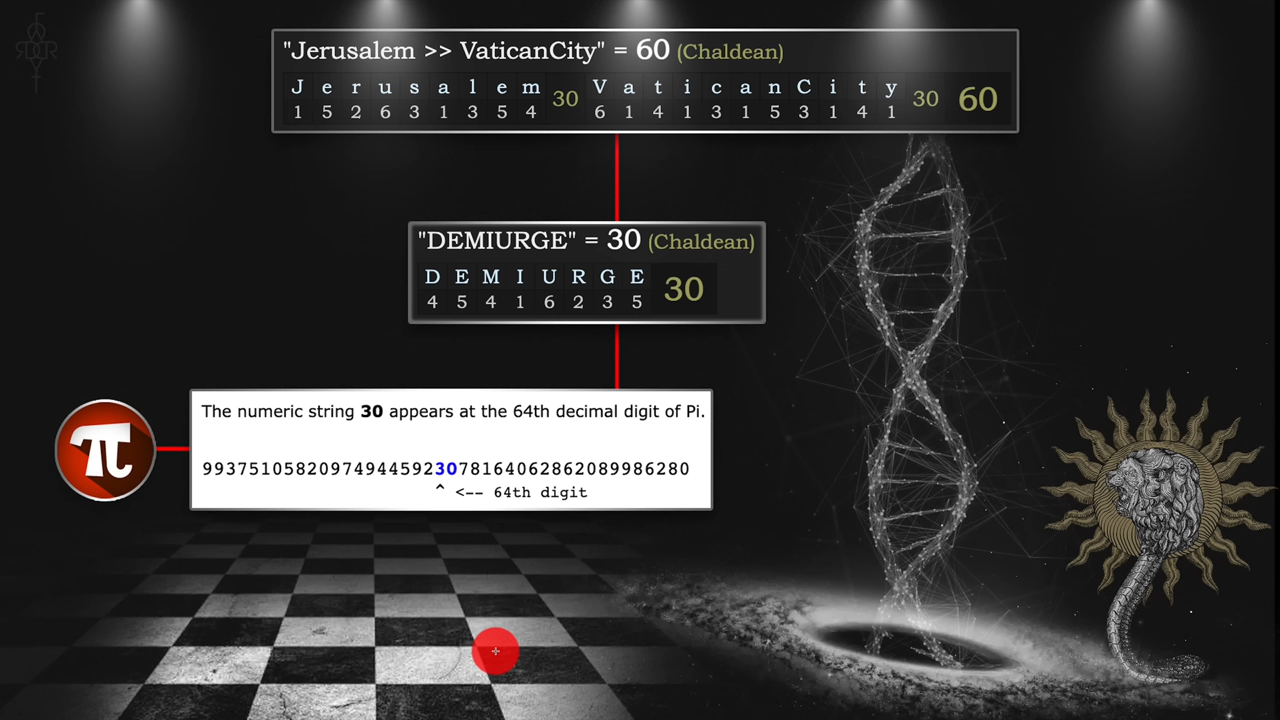 "Jerusalem >> VaticanCity" = 60 (Chaldean)
J e r u s a l e m 30 V a t i c a n C i t y 30 60
1 5 2 6 3 1 3 5 4 6 1 4 1 3 1 5 3 1 4 1
"DEMIURGE" = 30 (Chaldean)
D E M I U R G E 30
4 5 4 1 6 2 3 5
The numeric string 30 appears at the 64th decimal digit of Pi.
π
993751058209749445923078164062862089986280
^ <-- 64th digit